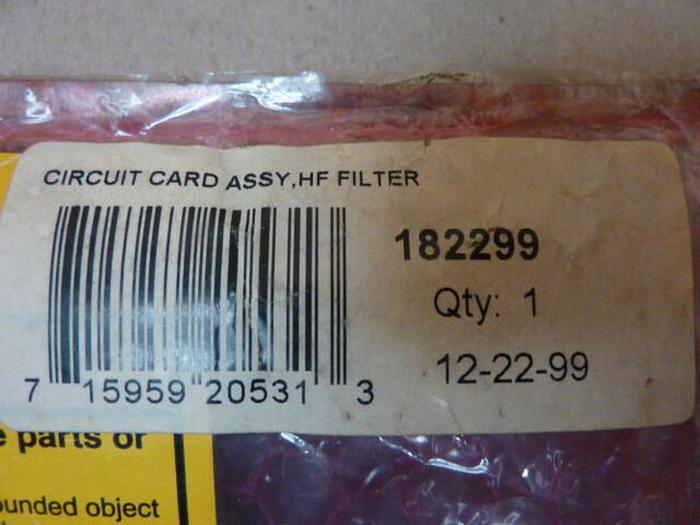 CIRCUIT CARD ASSY,HF FILTER
182299
Qty: 1
12-22-99
7 15959 20531 3
parts or
ounded object